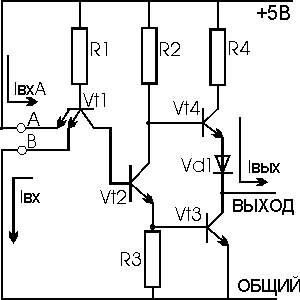 +5В
R1
R2
R4
IвхА
Vt1
А
В
Vt4
Vd1
Iвых
Iвх
Vt2
Vt3
ВЫХОД
R3
ОБЩИЙ